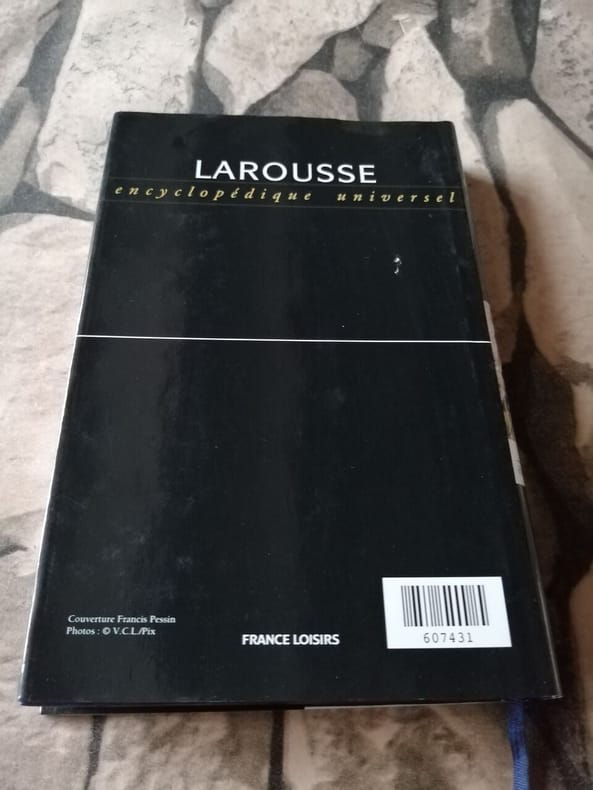 LAROUSSE
encyclopédique universel
Couverture Francis Pessin
Photos : © V.C.L./Pix
FRANCE LOISIRS
607431